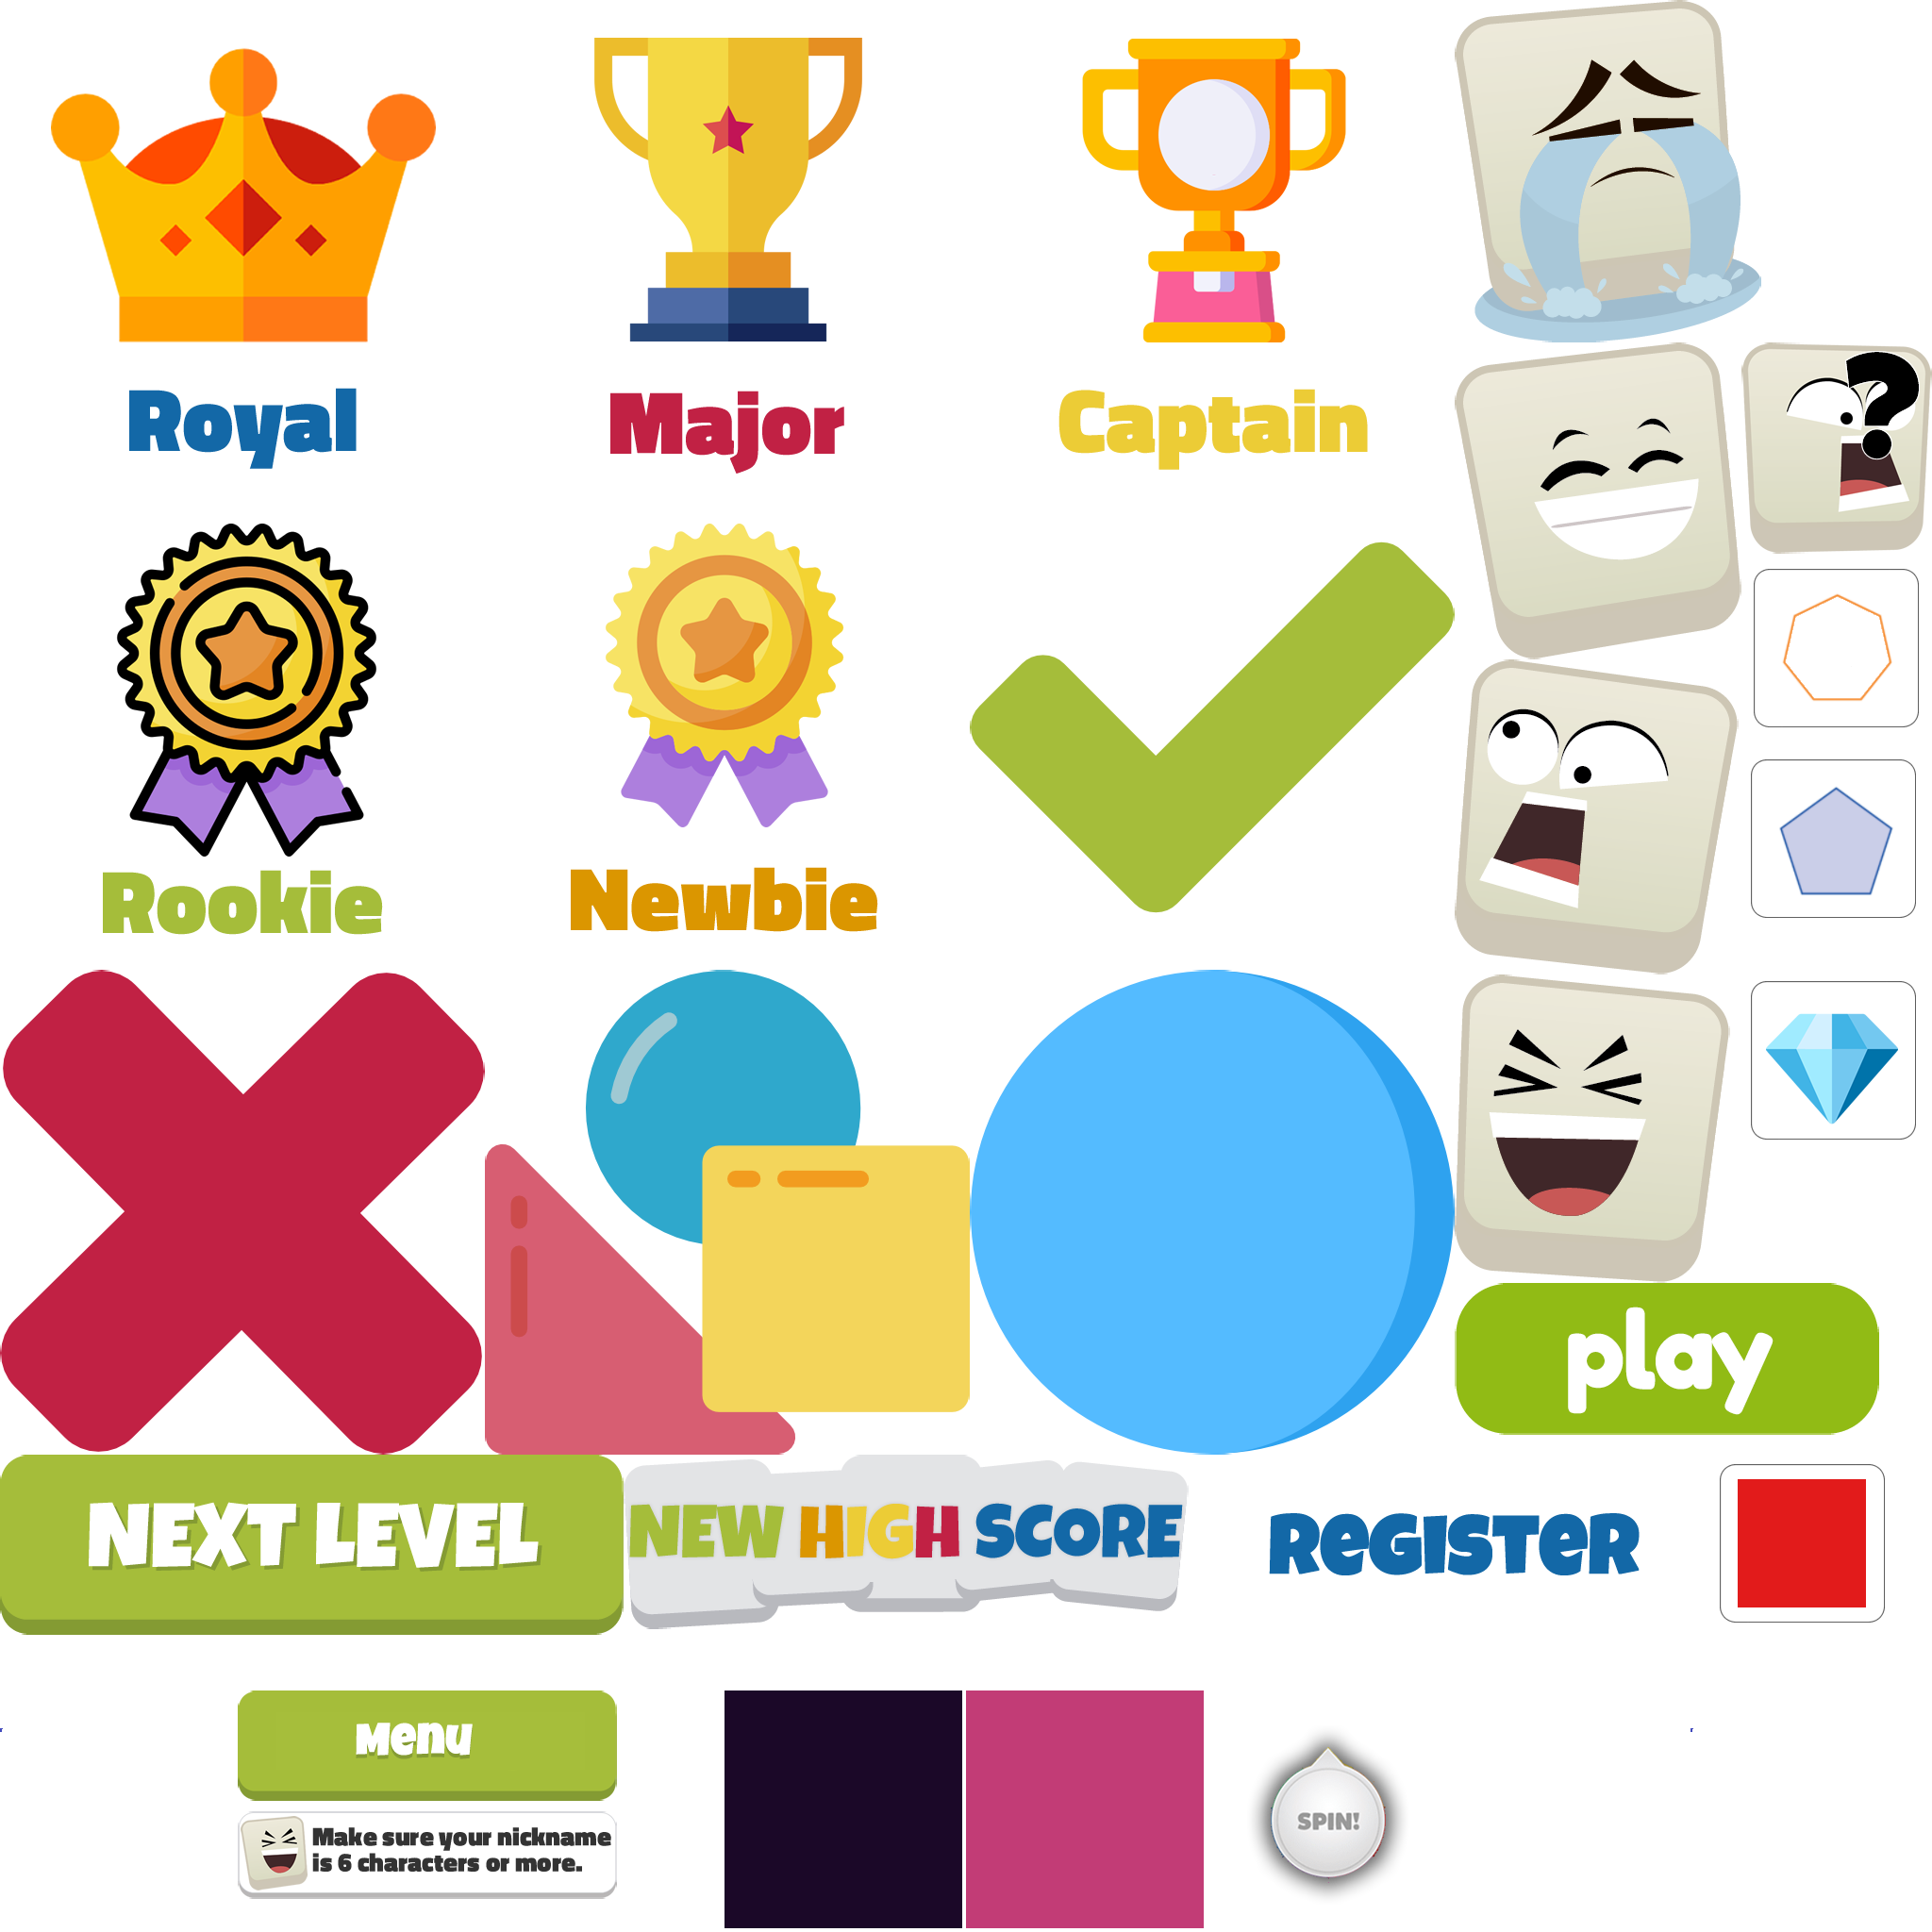 Royal
Major
Captain
?
Rookie
Newbie
play
NEXT LEVEL
NEW HIGH SCORE
ReGISTeR
Menu
Make sure your nickname
is 6 characters or more.
SPIN!